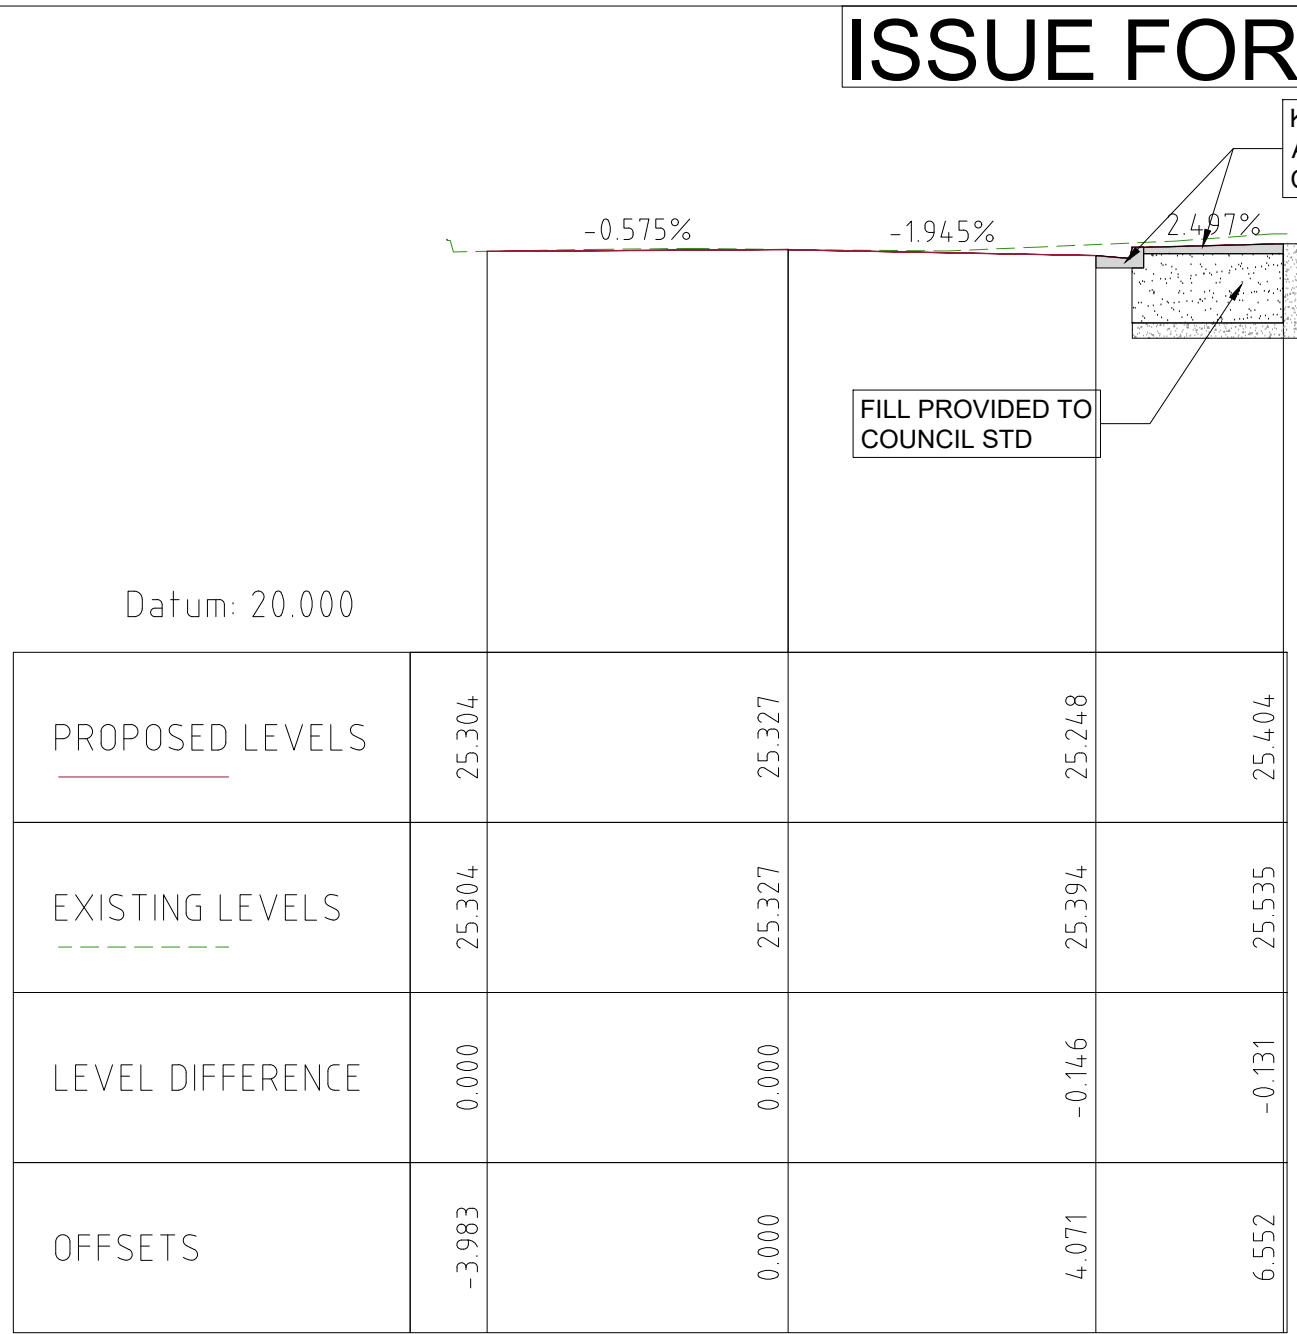 ISSUE FOR
K
A
-0.575%
-1.945%
2.497%
FILL PROVIDED TO
COUNCIL STD
Datum: 20.000
PROPOSED LEVELS
25.304
25.327
25.248
25.404
EXISTING LEVELS
25.304
25.327
25.394
25.535
LEVEL DIFFERENCE
0.000
0.000
-0.146
-0.131
OFFSETS
-3.983
0.000
4.071
6.552